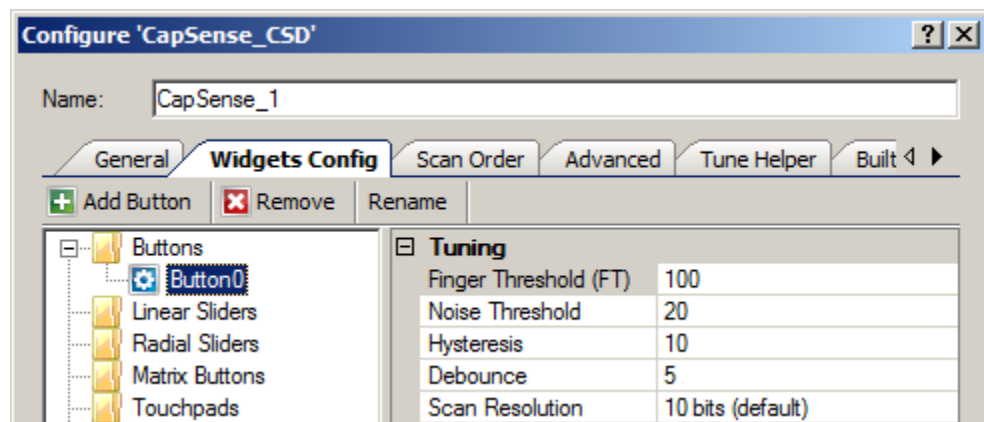 Configure 'CapSense_CSD'
? X
Name: CapSense_1
General Widgets Config Scan Order Advanced Tune Helper Built
Add Button Remove Rename
Buttons Tuning
Button0 Finger Threshold (FT) 100
Linear Sliders Noise Threshold 20
Radial Sliders Hysteresis 10
Matrix Buttons Debounce 5
Touchpads Scan Resolution 10 bits (default)